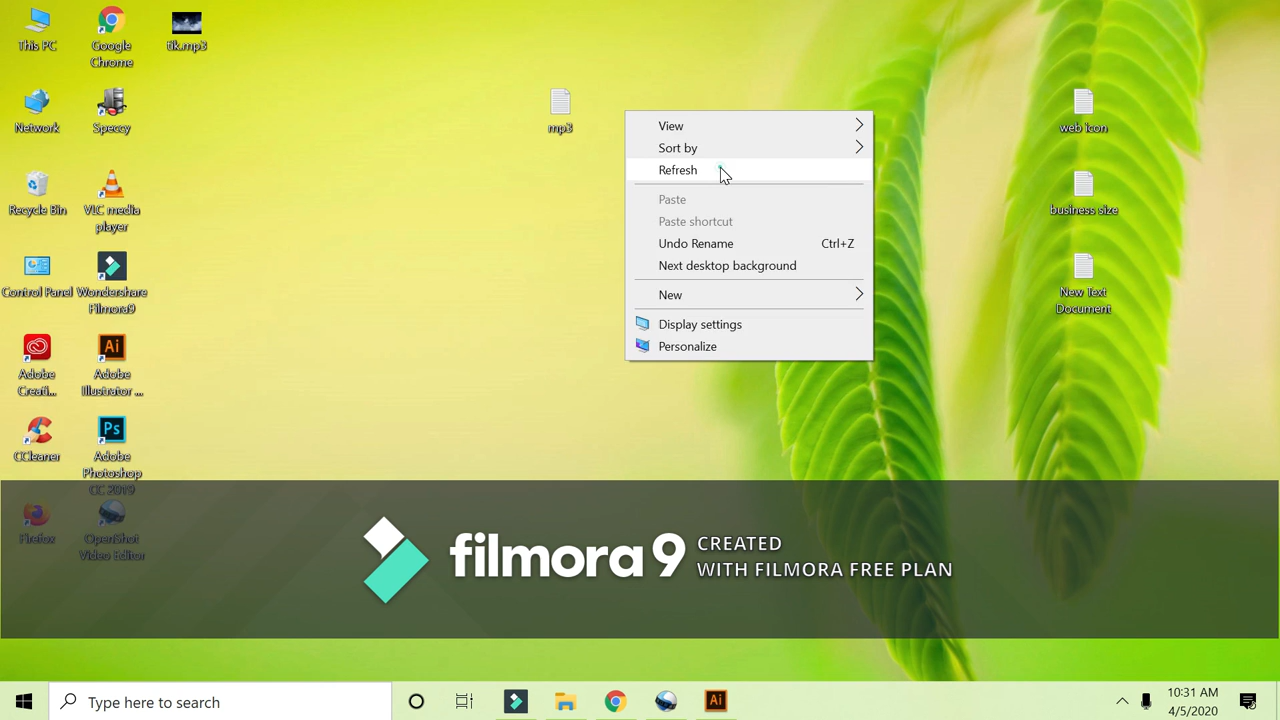 This PC
Google
Chrome
tik.mp3
Network
Speccy
mp3
web icon
Recycle Bin
VLC media
player
business size
Control Panel
Wondershare
Filmora9
New Text
Document
Adobe
Creati...
Adobe
Illustrator ...
CCleaner
Adobe
Photoshop
CC 2019
Firefox
OpenShot
Video Editor
View
Sort by
Refresh
Paste
Paste shortcut
Undo Rename Ctrl+Z
Next desktop background
New
Display settings
Personalize
filmora 9
CREATED
WITH FILMORA FREE PLAN
Type here to search
10:31 AM
4/5/2020